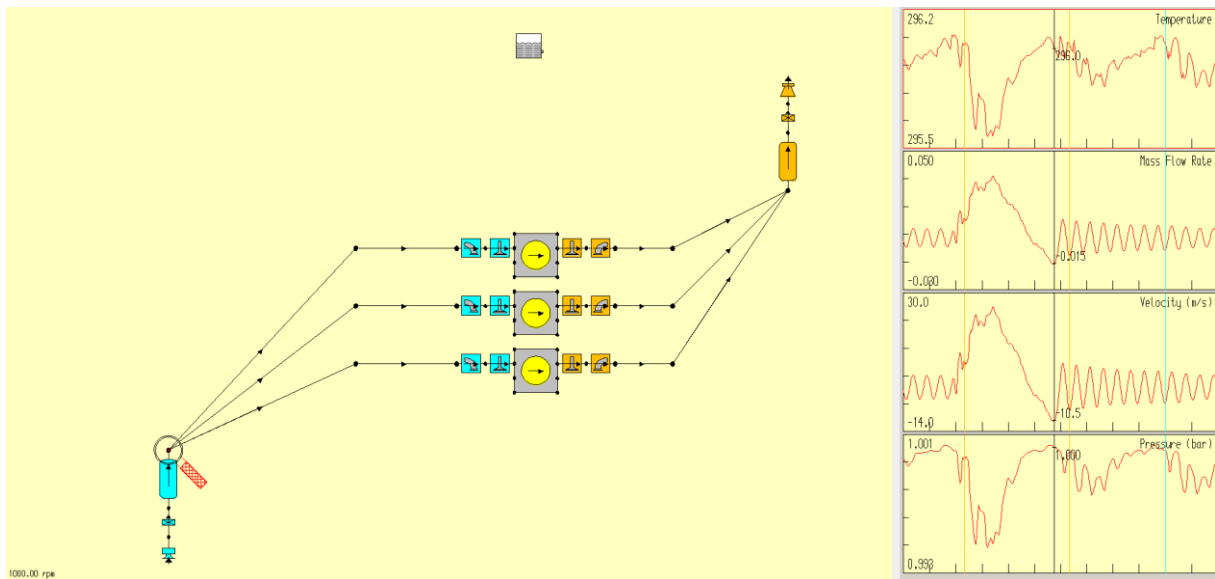 296.2
Temperature
296.0
295.5
0.050
Mass Flow Rate
-0.015
-0.030
30.0
Velocity (m/s)
-10.5
-14.0
1.001
Pressure (bar)
1.000
0.993
1000.00 rpm